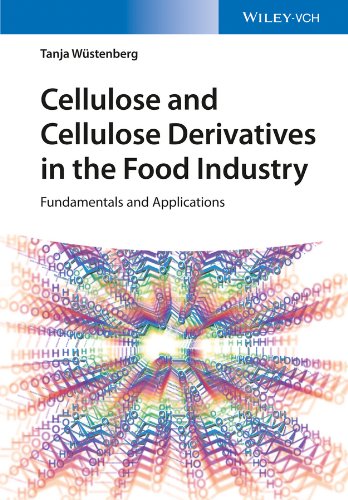 WILEY-VCH
Tanja Wüstenberg
Cellulose and
Cellulose Derivatives
in the Food Industry
Fundamentals and Applications